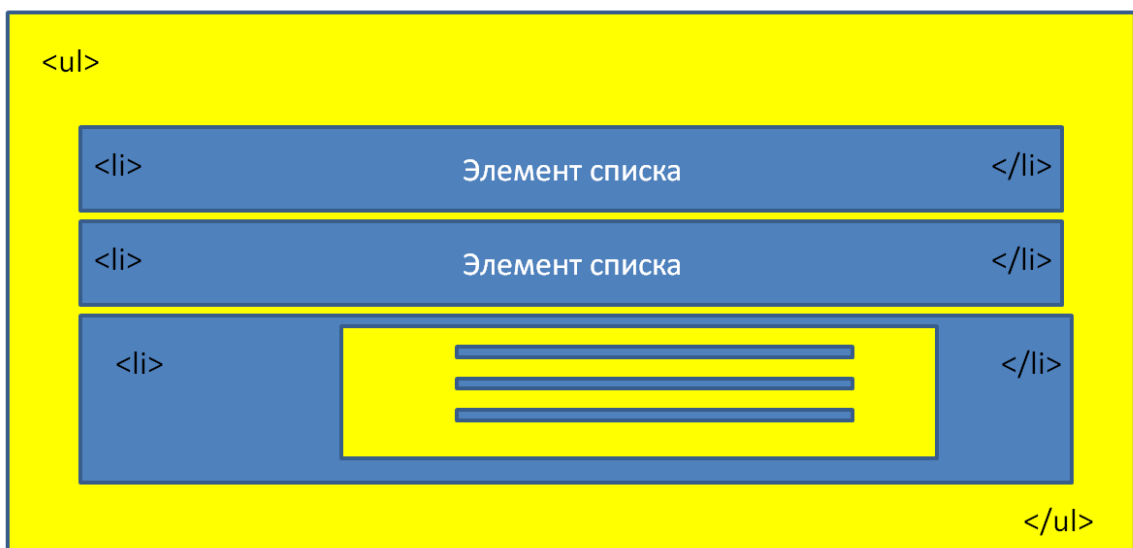 <ul>
<li> Элемент списка </li>
<li> Элемент списка </li>
<li> </li>
</ul>